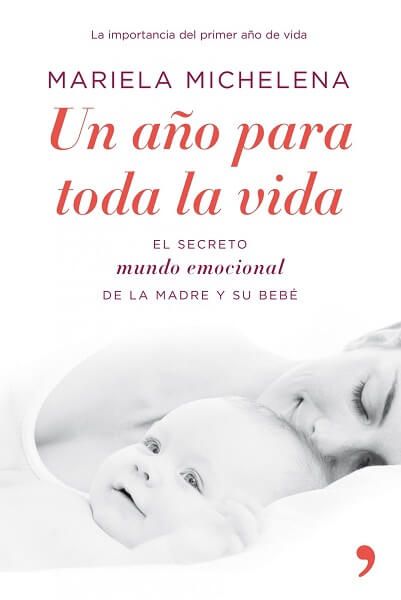 La importancia del primer año de vida
MARIELA MICHELENA
Un año para
toda la vida
EL SECRETO
mundo emocional
DE LA MADRE Y SU BEBÉ